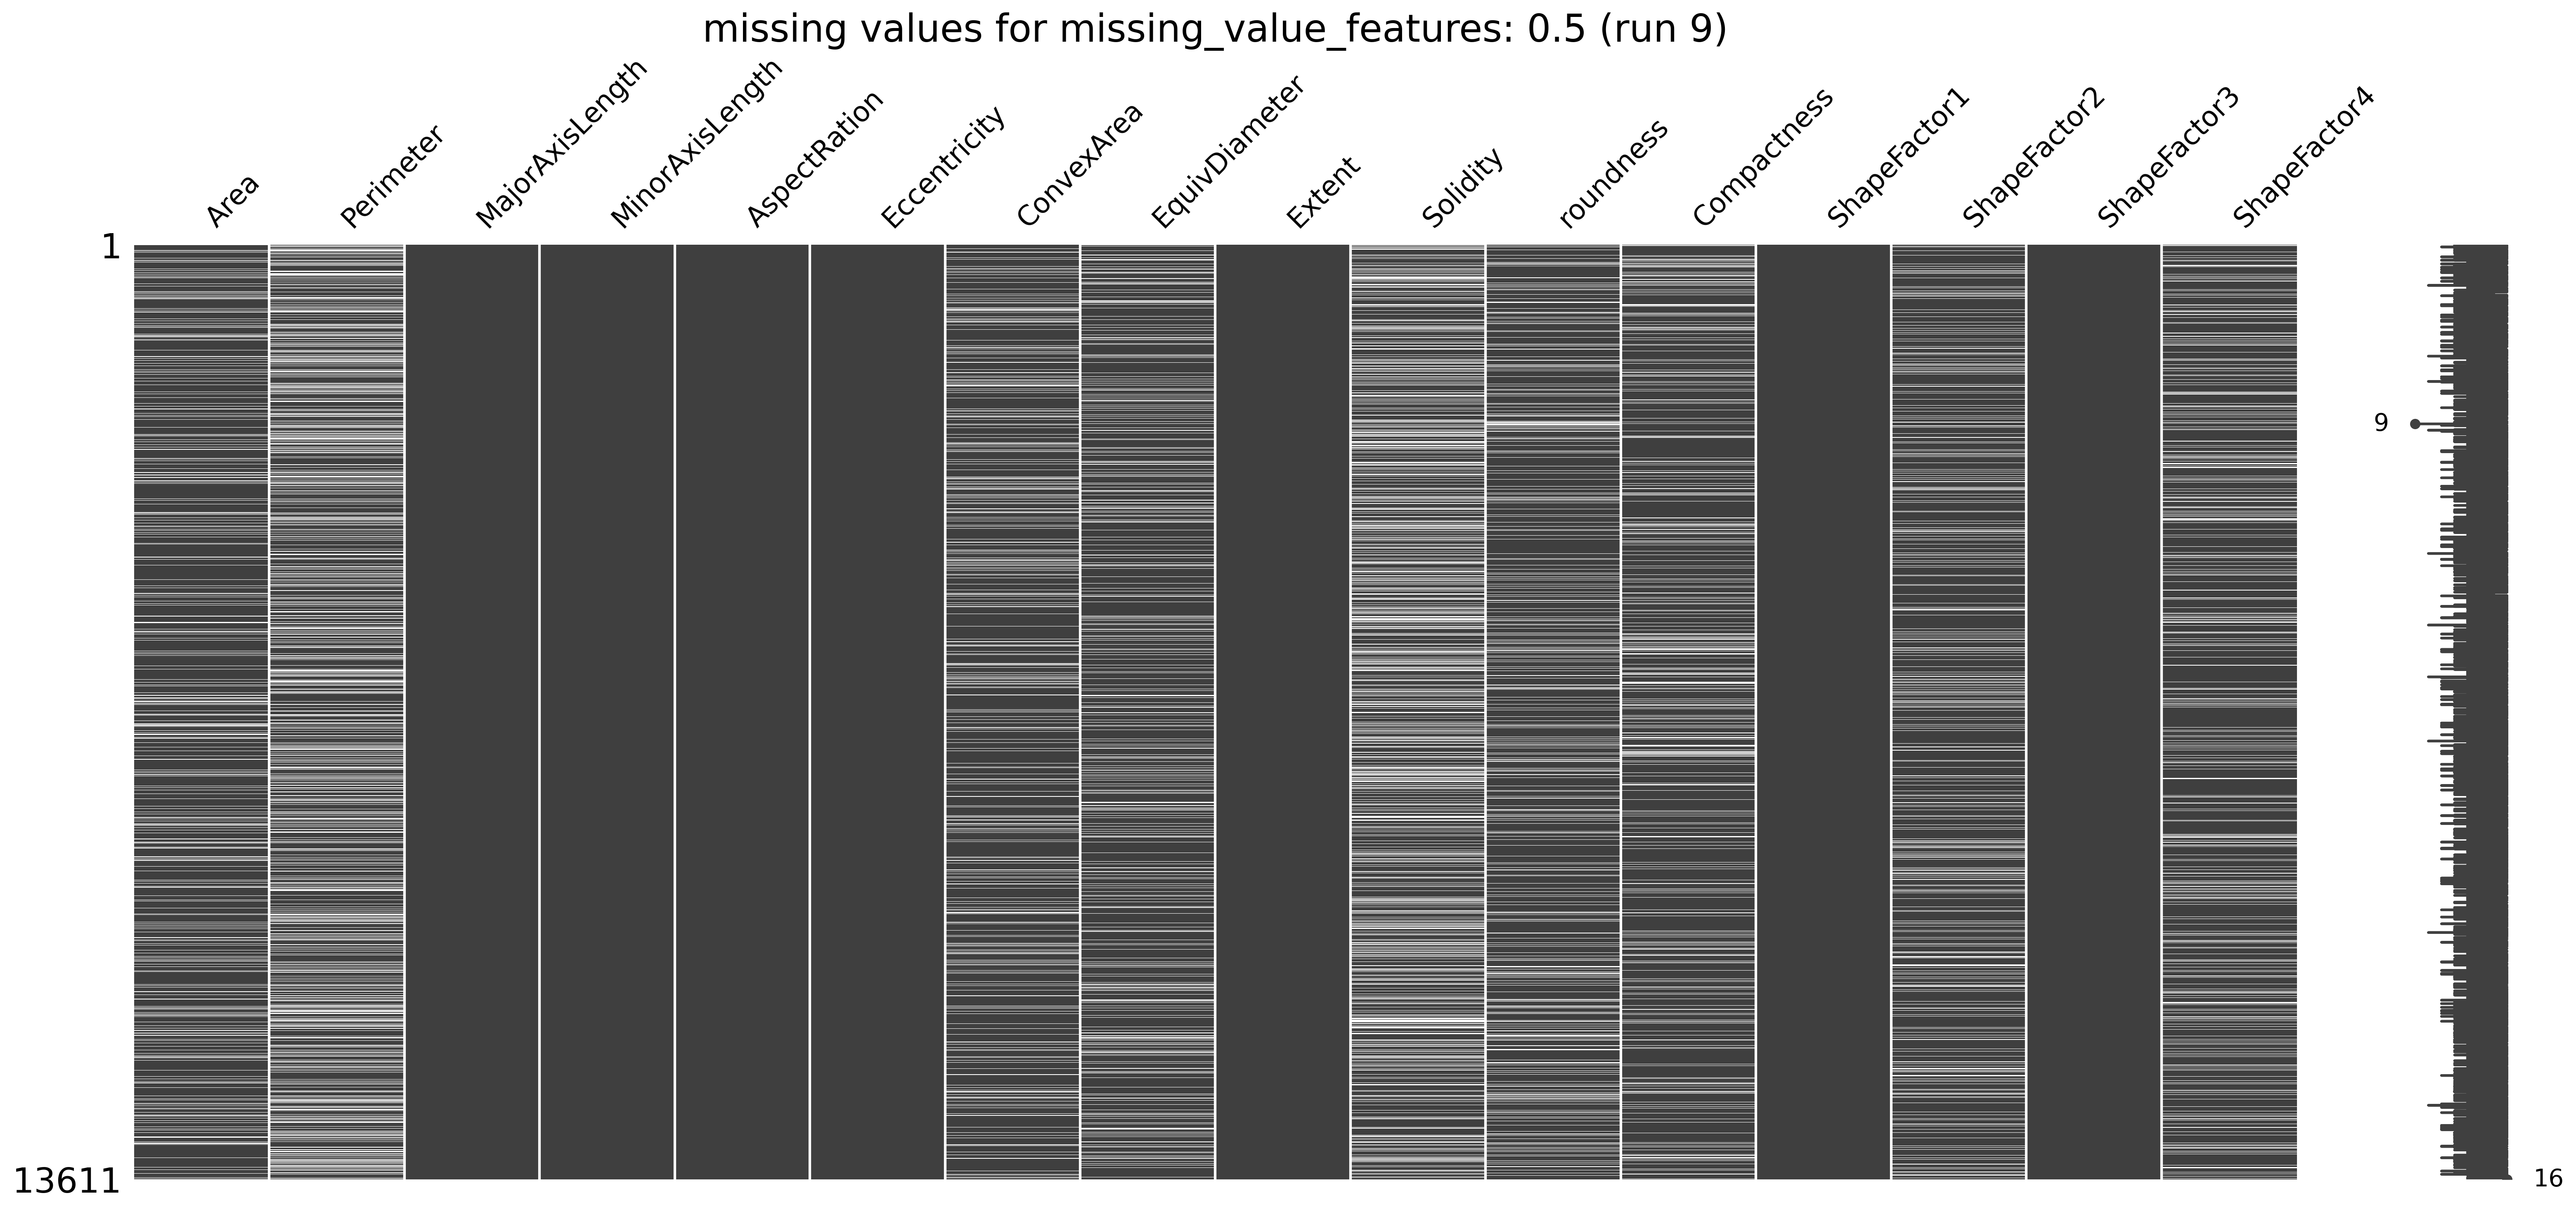 missing values for missing_value_features: 0.5 (run 9)
Area
Perimeter
MajorAxisLength
MinorAxisLength
AspectRation
Eccentricity
ConvexArea
EquivDiameter
Extent
Solidity
roundness
Compactness
ShapeFactor1
ShapeFactor2
ShapeFactor3
ShapeFactor4
1
9
13611
16